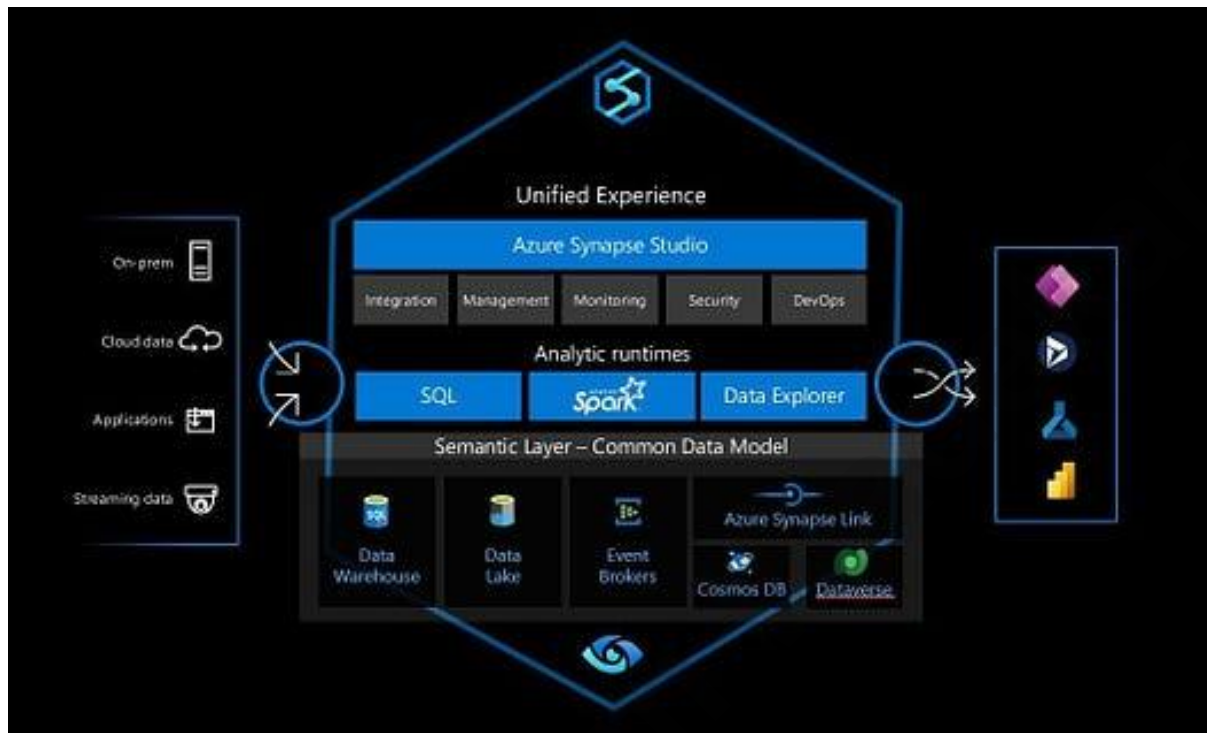 Unified Experience
Azure Synapse Studio
Integration
Management
Monitoring
Security
DevOps
Analytic runtimes
SQL
Spark
Data Explorer
On-prem
Cloud data
Applications
Streaming data
Semantic Layer – Common Data Model
SQL
Data
Warehouse
Data
Lake
Event
Brokers
Azure Synapse Link
Cosmos DB
Dataverse